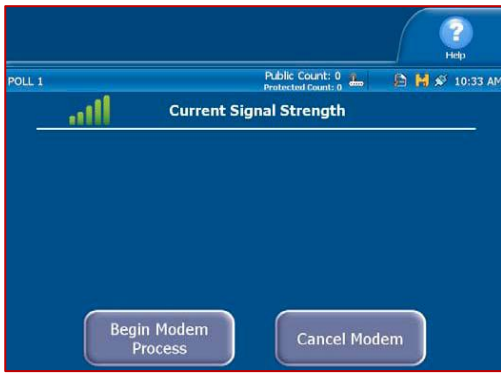 ?
Help
POLL 1
Public Count: 0
Protected Count: 0
10:33 AM
Current Signal Strength
Begin Modem
Process
Cancel Modem